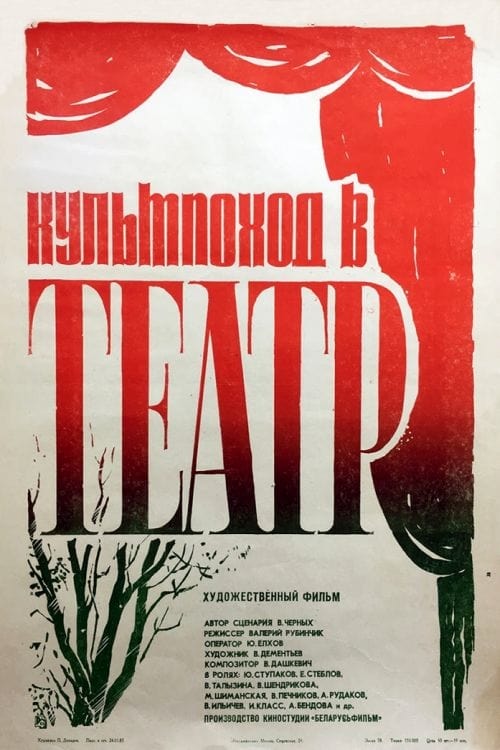 культпоход в
ТЕАТР
ХУДОЖЕСТВЕННЫЙ ФИЛЬМ
АВТОР СЦЕНАРИЯ В. ЧЕРНЫХ
РЕЖИССЕР ВАЛЕРИЙ РУБИНЧИК
ОПЕРАТОР Ю. ЕЛХОВ
ХУДОЖНИК В. ДЕМЕНТЬЕВ
КОМПОЗИТОР В. ДАШКЕВИЧ
В РОЛЯХ: Ю. СТУПАКОВ, Е. СТЕБЛОВ,
В. ТАЛЫЗИНА, В. ШЕНДРИКОВА,
М. ШИМАНСКАЯ, В. ПЕЧНИКОВ, А. РУДАКОВ,
В. ИЛЬИЧЕВ, И. КЛАСС, А. БЕНДОВА и др.
ПРОИЗВОДСТВО КИНОСТУДИИ "БЕЛАРУСЬФИЛЬМ"